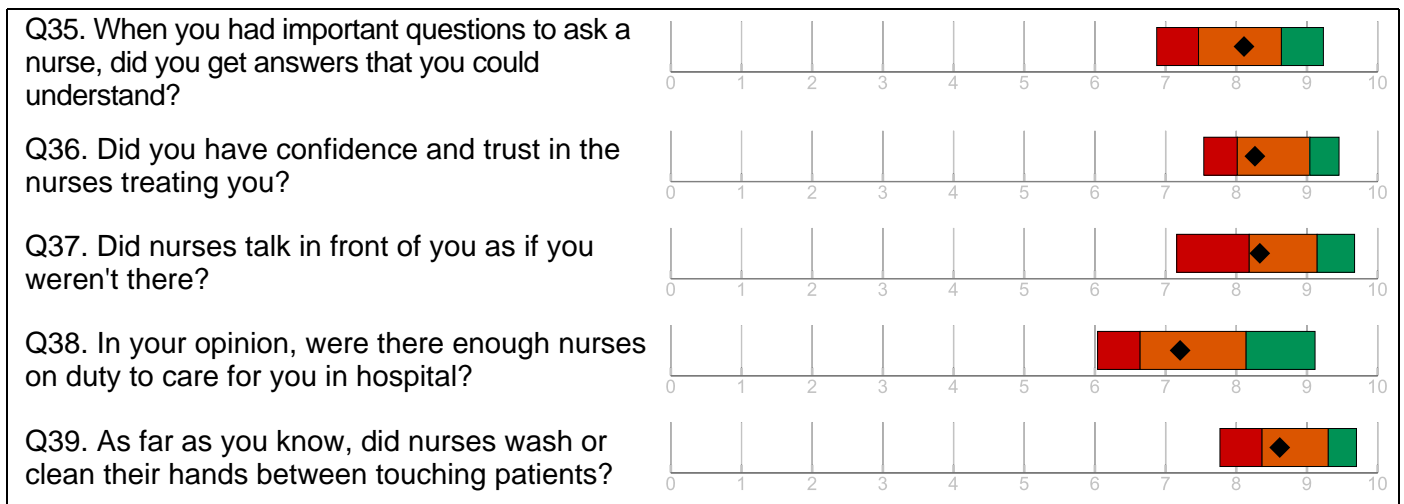 Q35. When you had important questions to ask a
nurse, did you get answers that you could
understand?
0 1 2 3 4 5 6 7 8 9 10
Q36. Did you have confidence and trust in the
nurses treating you?
0 1 2 3 4 5 6 7 8 9 10
Q37. Did nurses talk in front of you as if you
weren't there?
0 1 2 3 4 5 6 7 8 9 10
Q38. In your opinion, were there enough nurses
on duty to care for you in hospital?
0 1 2 3 4 5 6 7 8 9 10
Q39. As far as you know, did nurses wash or
clean their hands between touching patients?
0 1 2 3 4 5 6 7 8 9 10